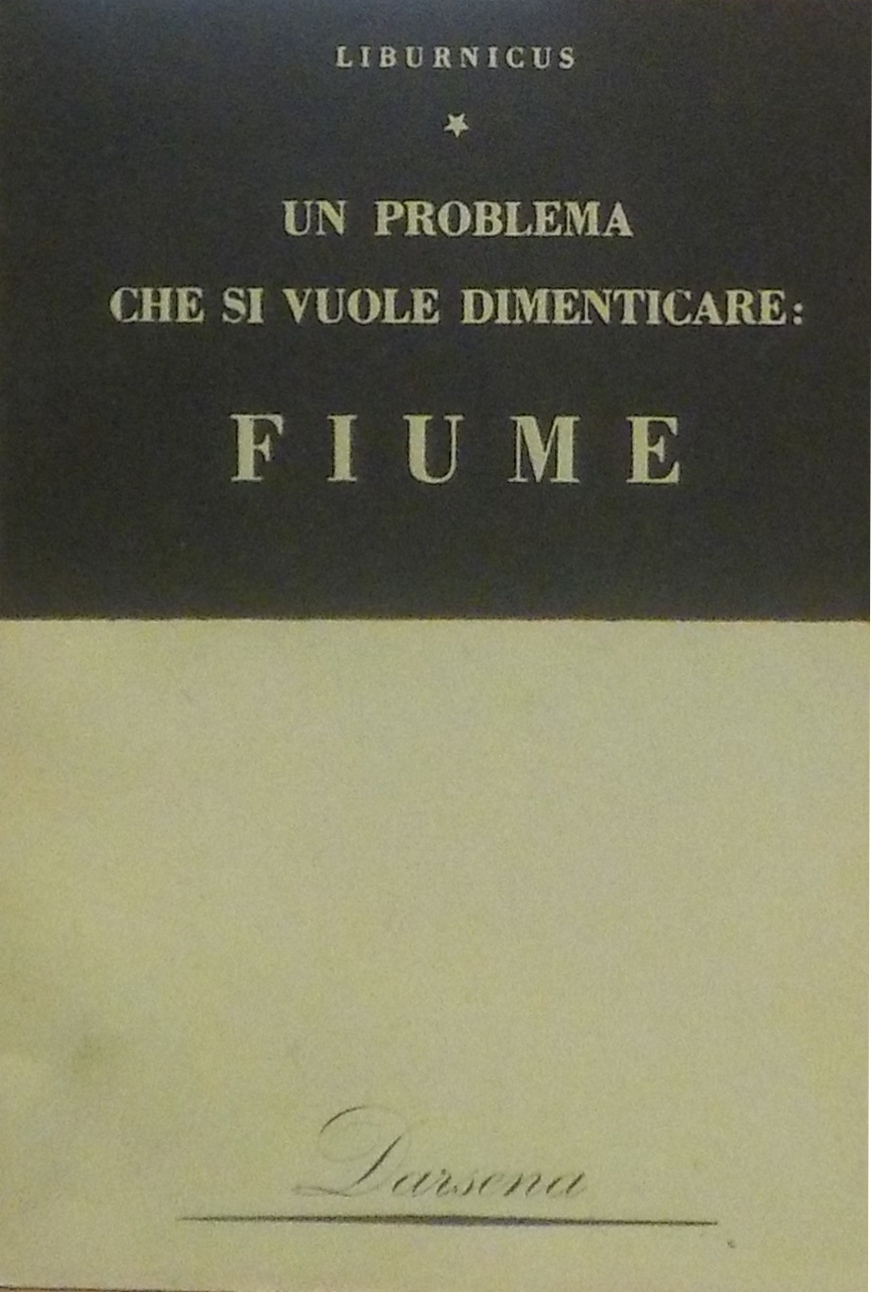 LIBURNICUS
UN PROBLEMA
CHE SI VUOLE DIMENTICARE:
FIUME
Darsena